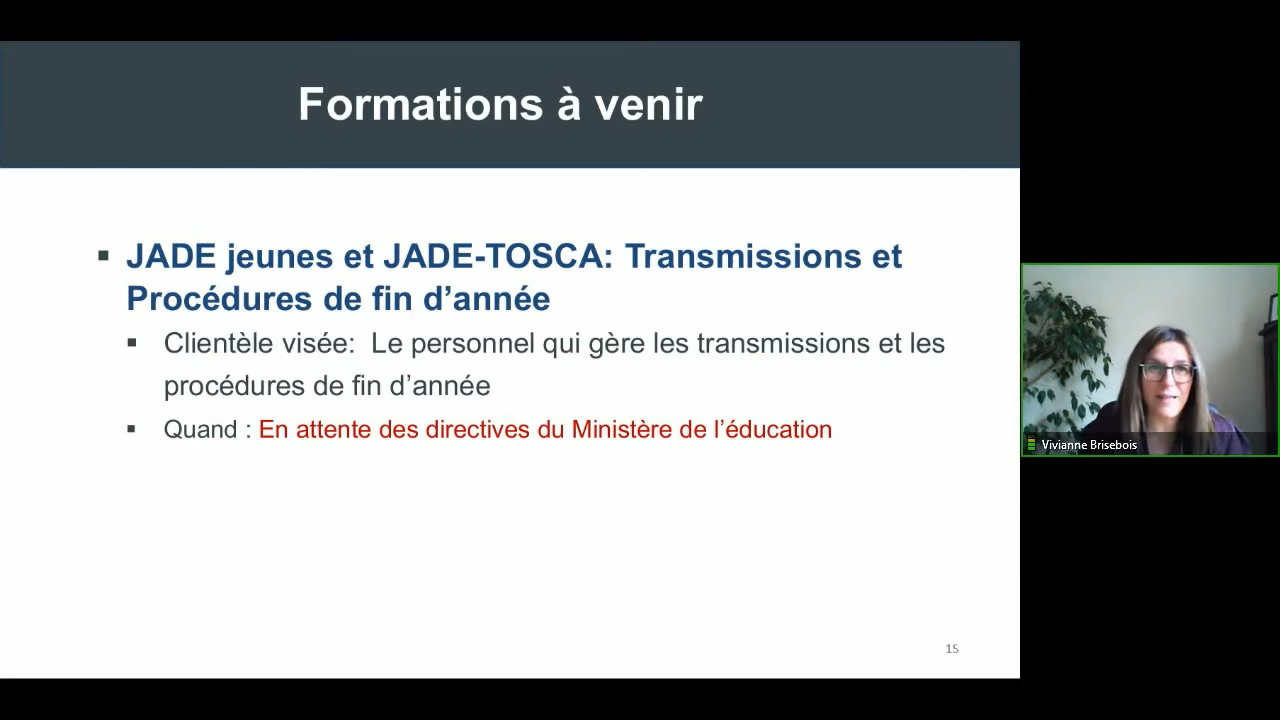 Formations à venir
▪ JADE jeunes et JADE-TOSCA: Transmissions et
Procédures de fin d’année
▪ Clientèle visée:  Le personnel qui gère les transmissions et les
procédures de fin d’année
▪ Quand : En attente des directives du Ministère de l’éducation
Vivianne Brisebois
15